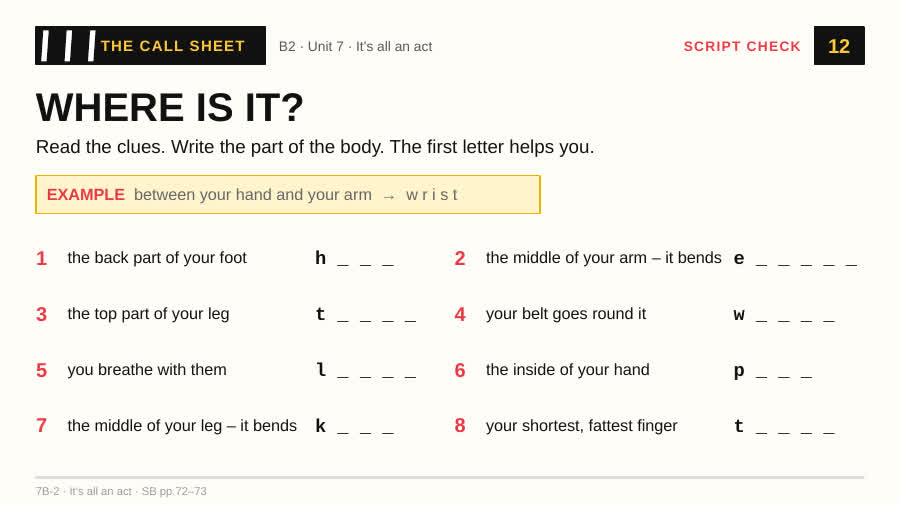 THE CALL SHEET
B2 · Unit 7 · It's all an act
SCRIPT CHECK 12
WHERE IS IT?
Read the clues. Write the part of the body. The first letter helps you.
EXAMPLE between your hand and your arm → w r i s t
1 the back part of your foot h _ _ _
2 the middle of your arm – it bends e _ _ _ _ _
3 the top part of your leg t _ _ _ _
4 your belt goes round it w _ _ _ _
5 you breathe with them l _ _ _ _
6 the inside of your hand p _ _ _
7 the middle of your leg – it bends k _ _ _
8 your shortest, fattest finger t _ _ _ _
7B-2 · It's all an act · SB pp.72–73